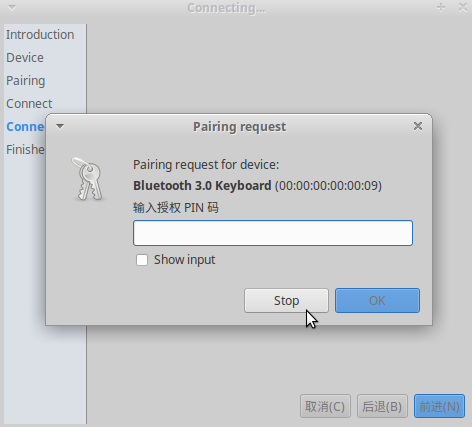 Connecting...
Introduction
Device
Pairing
Connect
Conne
Finishe
Pairing request
Pairing request for device:
Bluetooth 3.0 Keyboard (00:00:00:00:00:09)
输入授权 PIN 码
Show input
Stop
OK
取消(C)
后退(B)
前进(N)